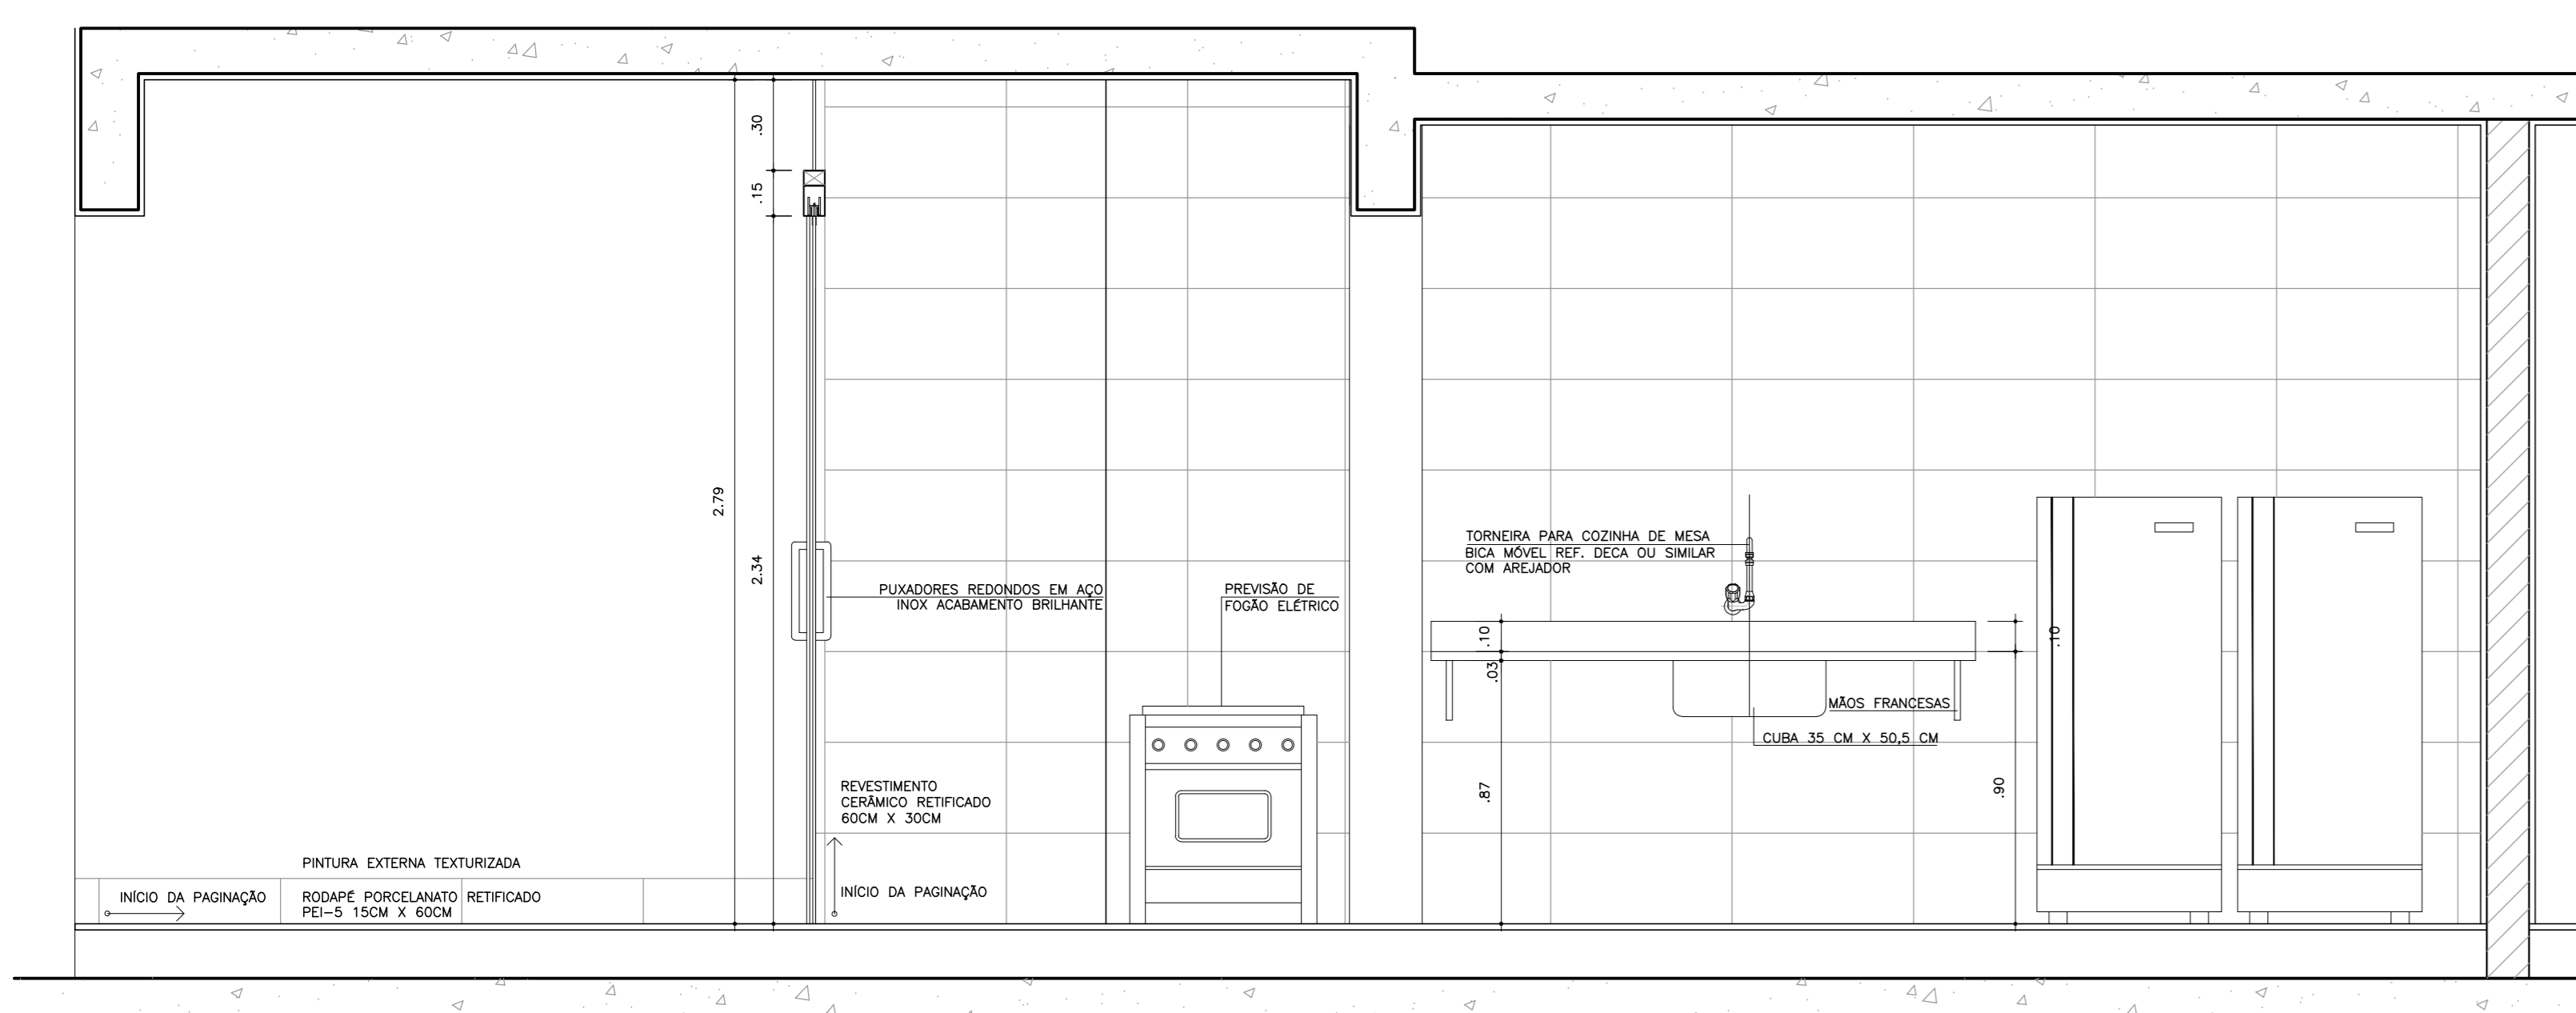 .30
.15
2.79
2.34
PUXADORES REDONDOS EM AÇO
INOX ACABAMENTO BRILHANTE
PREVISÃO DE
FOGÃO ELÉTRICO
TORNEIRA PARA COZINHA DE MESA
BICA MÓVEL REF. DECA OU SIMILAR
COM AREJADOR
.10
.03
.10
MÃOS FRANCESAS
CUBA 35 CM X 50,5 CM
.87
.90
REVESTIMENTO
CERÂMICO RETIFICADO
60CM X 30CM
INÍCIO DA PAGINAÇÃO
PINTURA EXTERNA TEXTURIZADA
INÍCIO DA PAGINAÇÃO
RODAPÉ PORCELANATO RETIFICADO
PEI-5 15CM X 60CM